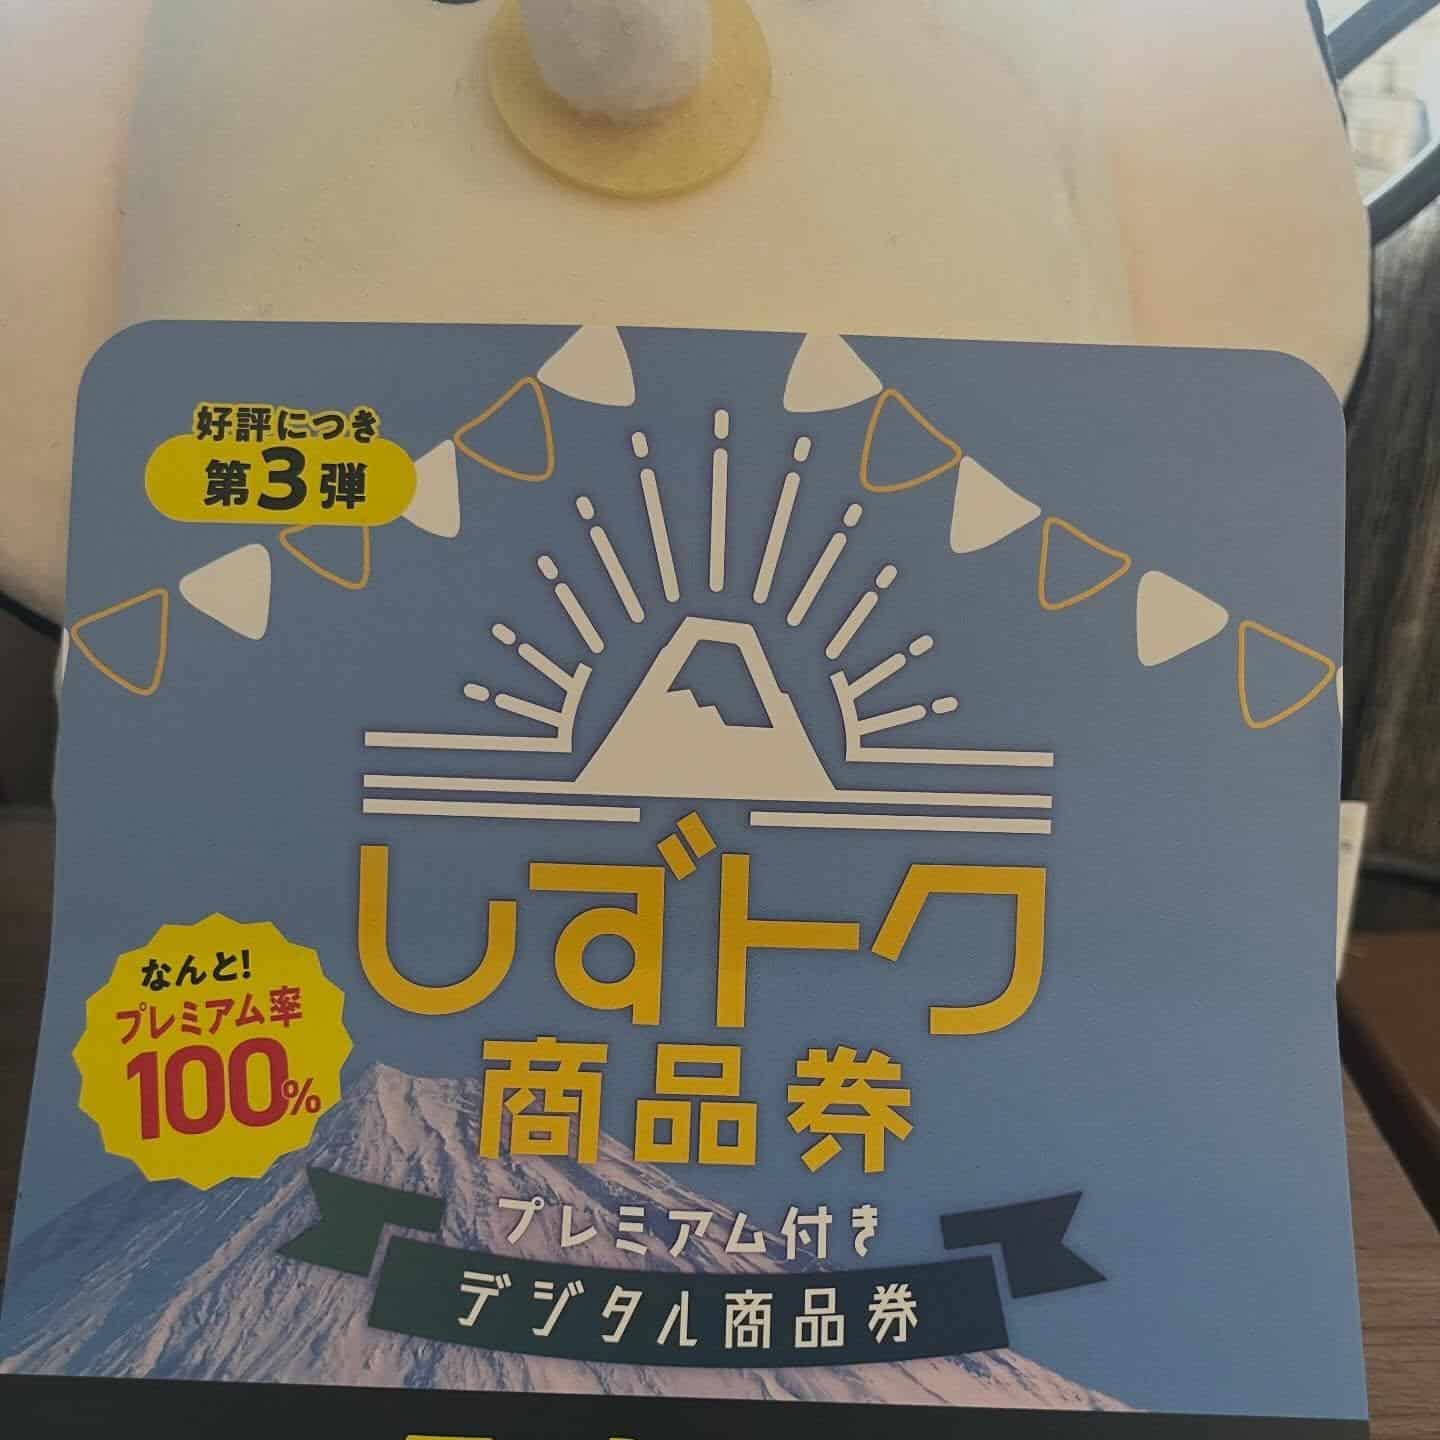 好評につき
第3弾
しずトク
商品券
なんと!
プレミアム率
100%
プレミアム付き
デジタル商品券